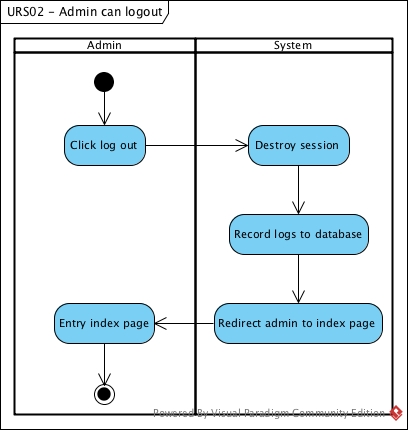 URS02 - Admin can logout
Admin
System
Click log out
Destroy session
Record logs to database
Entry index page
Redirect admin to index page
Powered By Visual Paradigm Community Edition